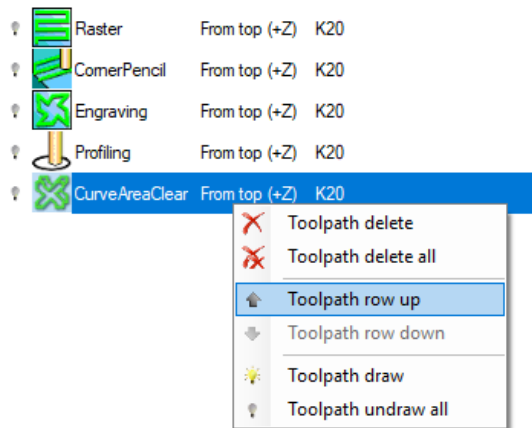 Raster From top (+Z) K20
CornerPencil From top (+Z) K20
Engraving From top (+Z) K20
Profiling From top (+Z) K20
CurveAreaClear From top (+Z) K20
Toolpath delete
Toolpath delete all
Toolpath row up
Toolpath row down
Toolpath draw
Toolpath undraw all